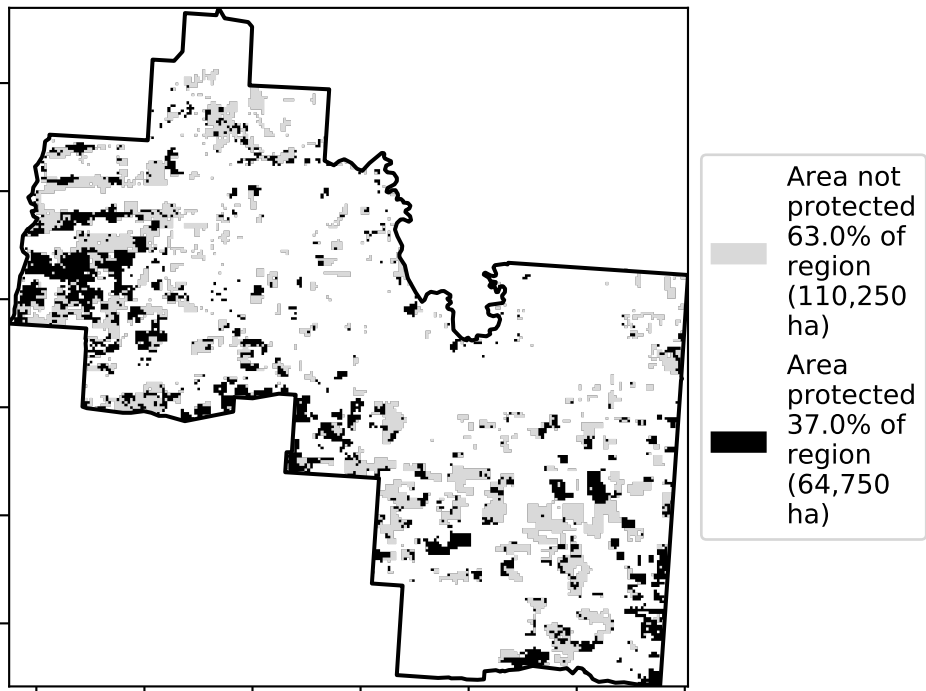 Area not
protected
63.0% of
region
(110,250
ha)
Area
protected
37.0% of
region
(64,750
ha)